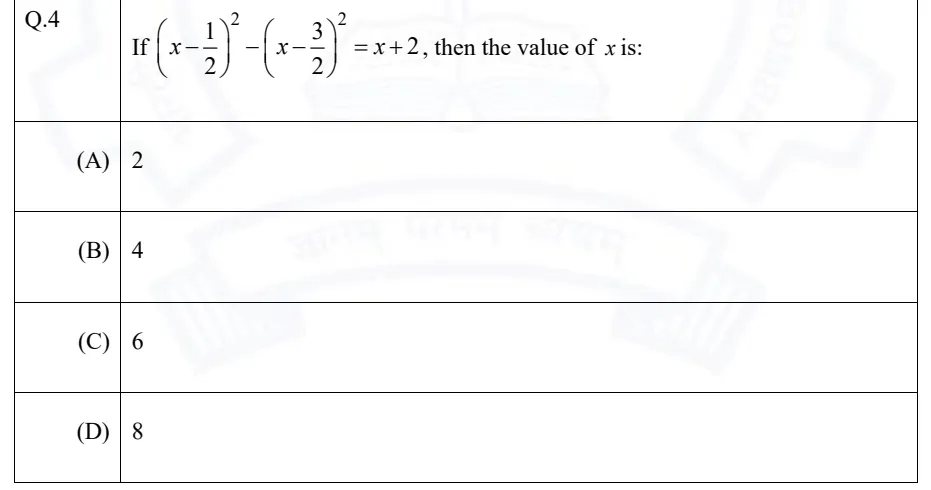 Q.4
If (x − 1/2)² − (x − 3/2)² = x + 2, then the value of x is:
(A) 2
(B) 4
(C) 6
(D) 8